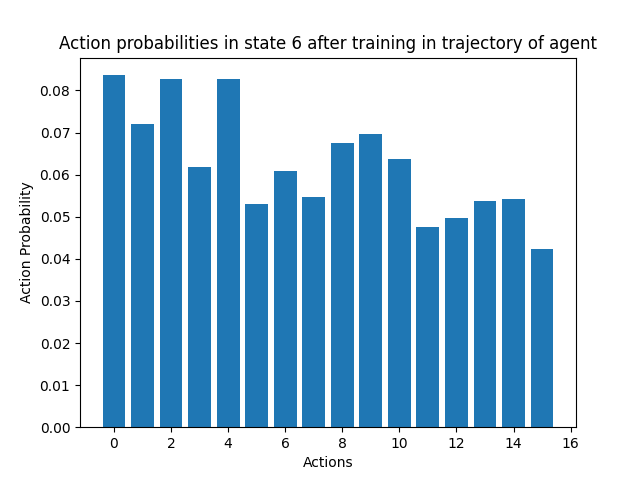 Action probabilities in state 6 after training in trajectory of agent
Action Probability
0.08
0.07
0.06
0.05
0.04
0.03
0.02
0.01
0.00
0 2 4 6 8 10 12 14 16
Actions